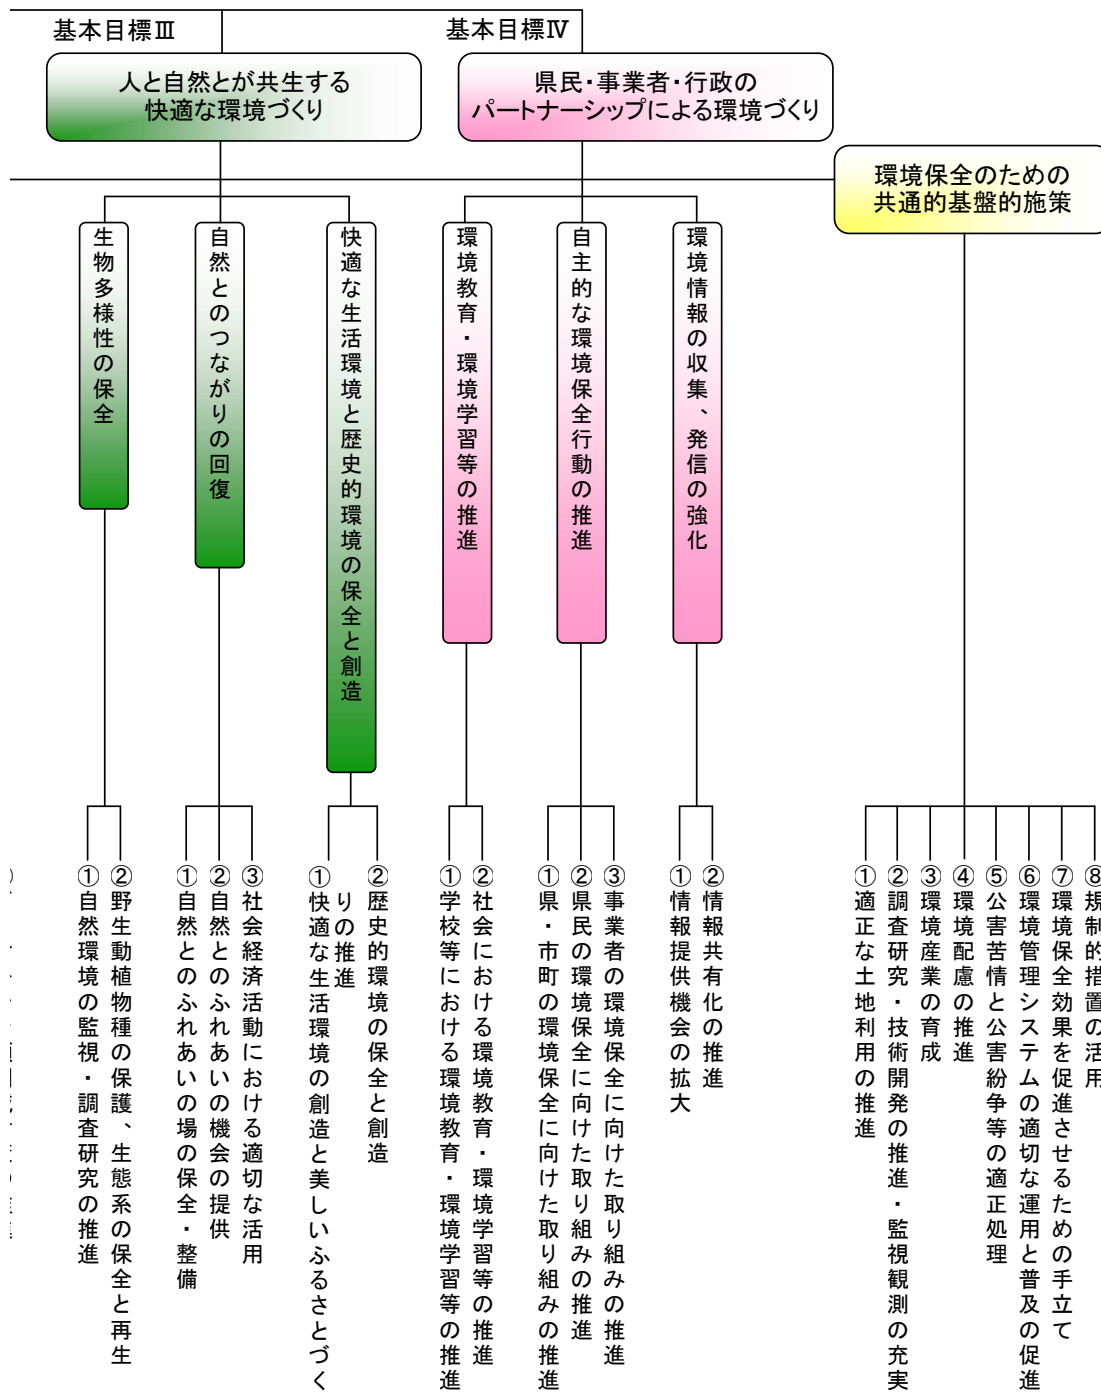 基本目標Ⅲ
人と自然とが共生する
快適な環境づくり
基本目標Ⅳ
県民・事業者・行政の
パートナーシップによる環境づくり
環境保全のための
共通的基盤的施策
生物多様性の保全
自然とのつながりの回復
快適な生活環境と歴史的環境の保全と創造
環境教育・環境学習等の推進
自主的な環境保全行動の推進
環境情報の収集、発信の強化
①自然環境の監視・調査研究の推進
②野生動植物種の保護、生態系の保全と再生
①自然とのふれあいの場の保全・整備
②自然とのふれあいの機会の提供
③社会経済活動における適切な活用
①快適な生活環境の創造と美しいふるさとづく
りの推進
②歴史的環境の保全と創造
①学校等における環境教育・環境学習等の推進
②社会における環境教育・環境学習等の推進
①県・市町の環境保全に向けた取り組みの推進
②県民の環境保全に向けた取り組みの推進
③事業者の環境保全に向けた取り組みの推進
①情報提供機会の拡大
②情報共有化の推進
①適正な土地利用の推進
②調査研究・技術開発の推進・監視観測の充実
③環境産業の育成
④環境配慮の推進
⑤公害苦情と公害紛争等の適正処理
⑥環境管理システムの適切な運用と普及の促進
⑦環境保全効果を促進させるための手立て
⑧規制的措置の活用